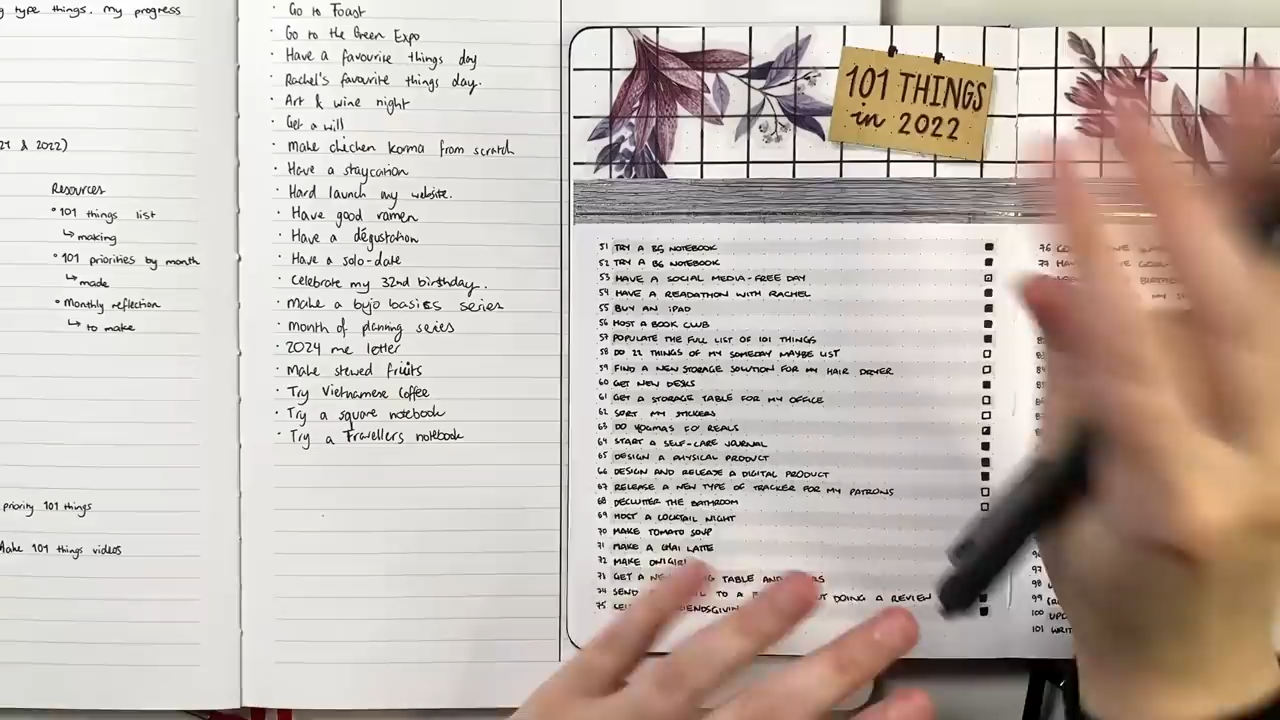 type things. my progress
21 & 2022)
Resources
° 101 things list
↳ making
° 101 priorities by month
↳ made
° Monthly reflection
↳ to make
priority 101 things
Make 101 things videos
· Go to Toast
· Go to the Green Expo
· Have a favourite things day
· Rachel's favourite things day.
· Art & wine night
· Get a will
· Make chicken korma from scratch
· Have a staycation
· Hard launch my website.
· Have good ramen
· Have a dégustation
· Have a solo-date
· Celebrate my 32nd birthday.
· Make a bujo basics series
· Month of planning series
· 2024 me letter
· Make stewed fruits
· Try Vietnamese Coffee
· Try a square notebook
· Try a Travellers notebook
101 THINGS
in 2022
51 TRY A B5 NOTEBOOK
52 TRY A B6 NOTEBOOK
53 HAVE A SOCIAL MEDIA-FREE DAY
54 HAVE A READATHON WITH RACHEL
55 BUY AN IPAD
56 HOST A BOOK CLUB
57 POPULATE THE FULL LIST OF 101 THINGS
58 DO 22 THINGS OF MY SOMEDAY MAYBE LIST
59 FIND A NEW STORAGE SOLUTION FOR MY HAIR DRYER
60 GET NEW DESKS
61 GET A STORAGE TABLE FOR MY OFFICE
62 SORT MY STICKERS
63 DO VOGMAS FO' REALS
64 START A SELF-CARE JOURNAL
65 DESIGN A PHYSICAL PRODUCT
66 DESIGN AND RELEASE A DIGITAL PRODUCT
67 RELEASE A NEW TYPE OF TRACKER FOR MY PATRONS
68 DECLUTTER THE BATHROOM
69 HOST A COCKTAIL NIGHT
70 MAKE TOMATO SOUP
71 MAKE A CHAI LATTE
72 MAKE ONIGIRI
73 GET A NEW TABLE AND
74 SEND TO A DOING A REVIEW
75
76
77
98
99
100
101 WRIT